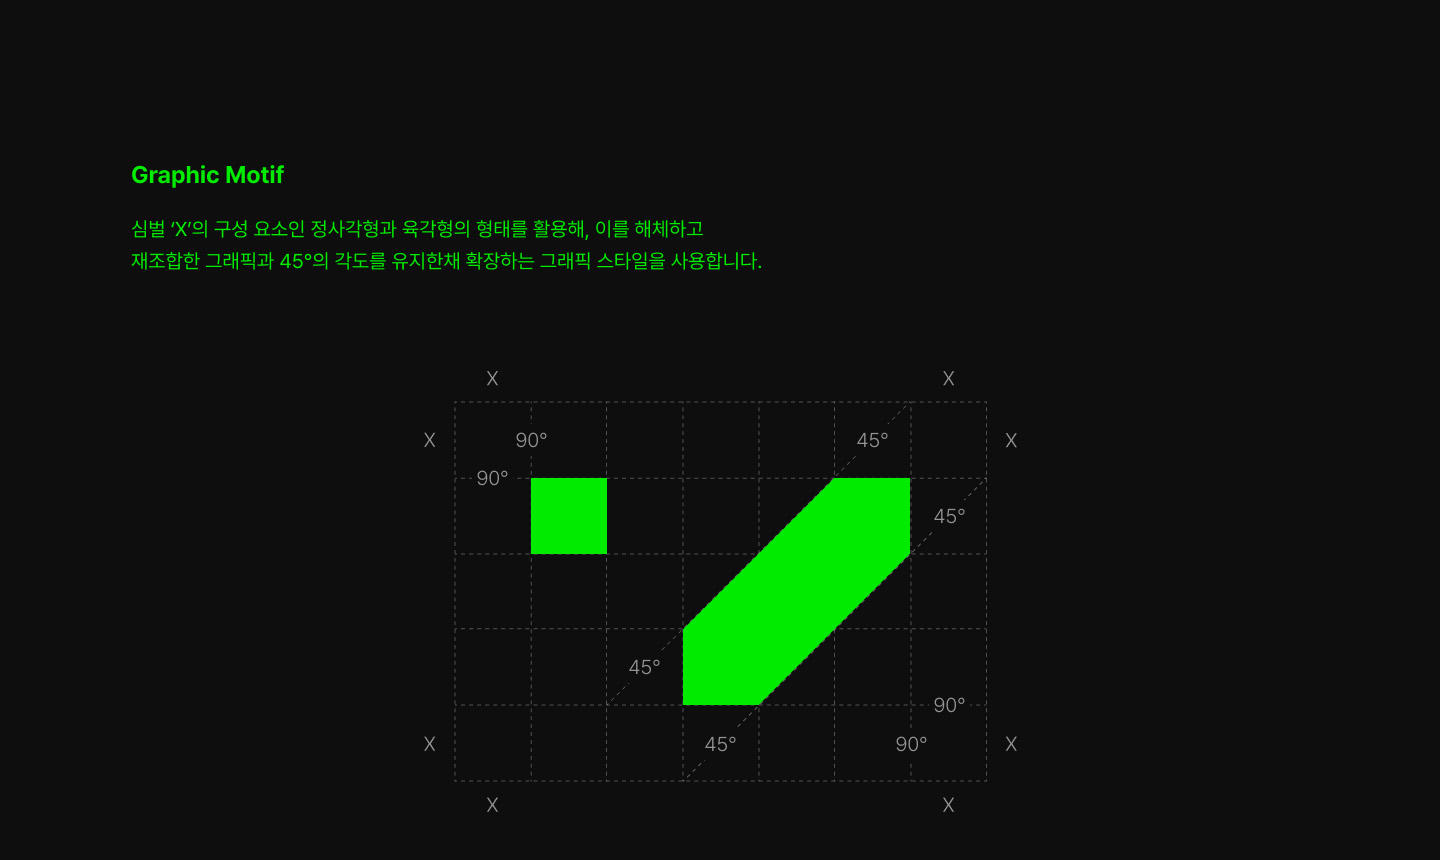 Graphic Motif
심벌 ‘X’의 구성 요소인 정사각형과 육각형의 형태를 활용해, 이를 해체하고
재조합한 그래픽과 45°의 각도를 유지한채 확장하는 그래픽 스타일을 사용합니다.
X X
X 90° 45° X
90°
45°
45°
90°
X 45° 90° X
X X